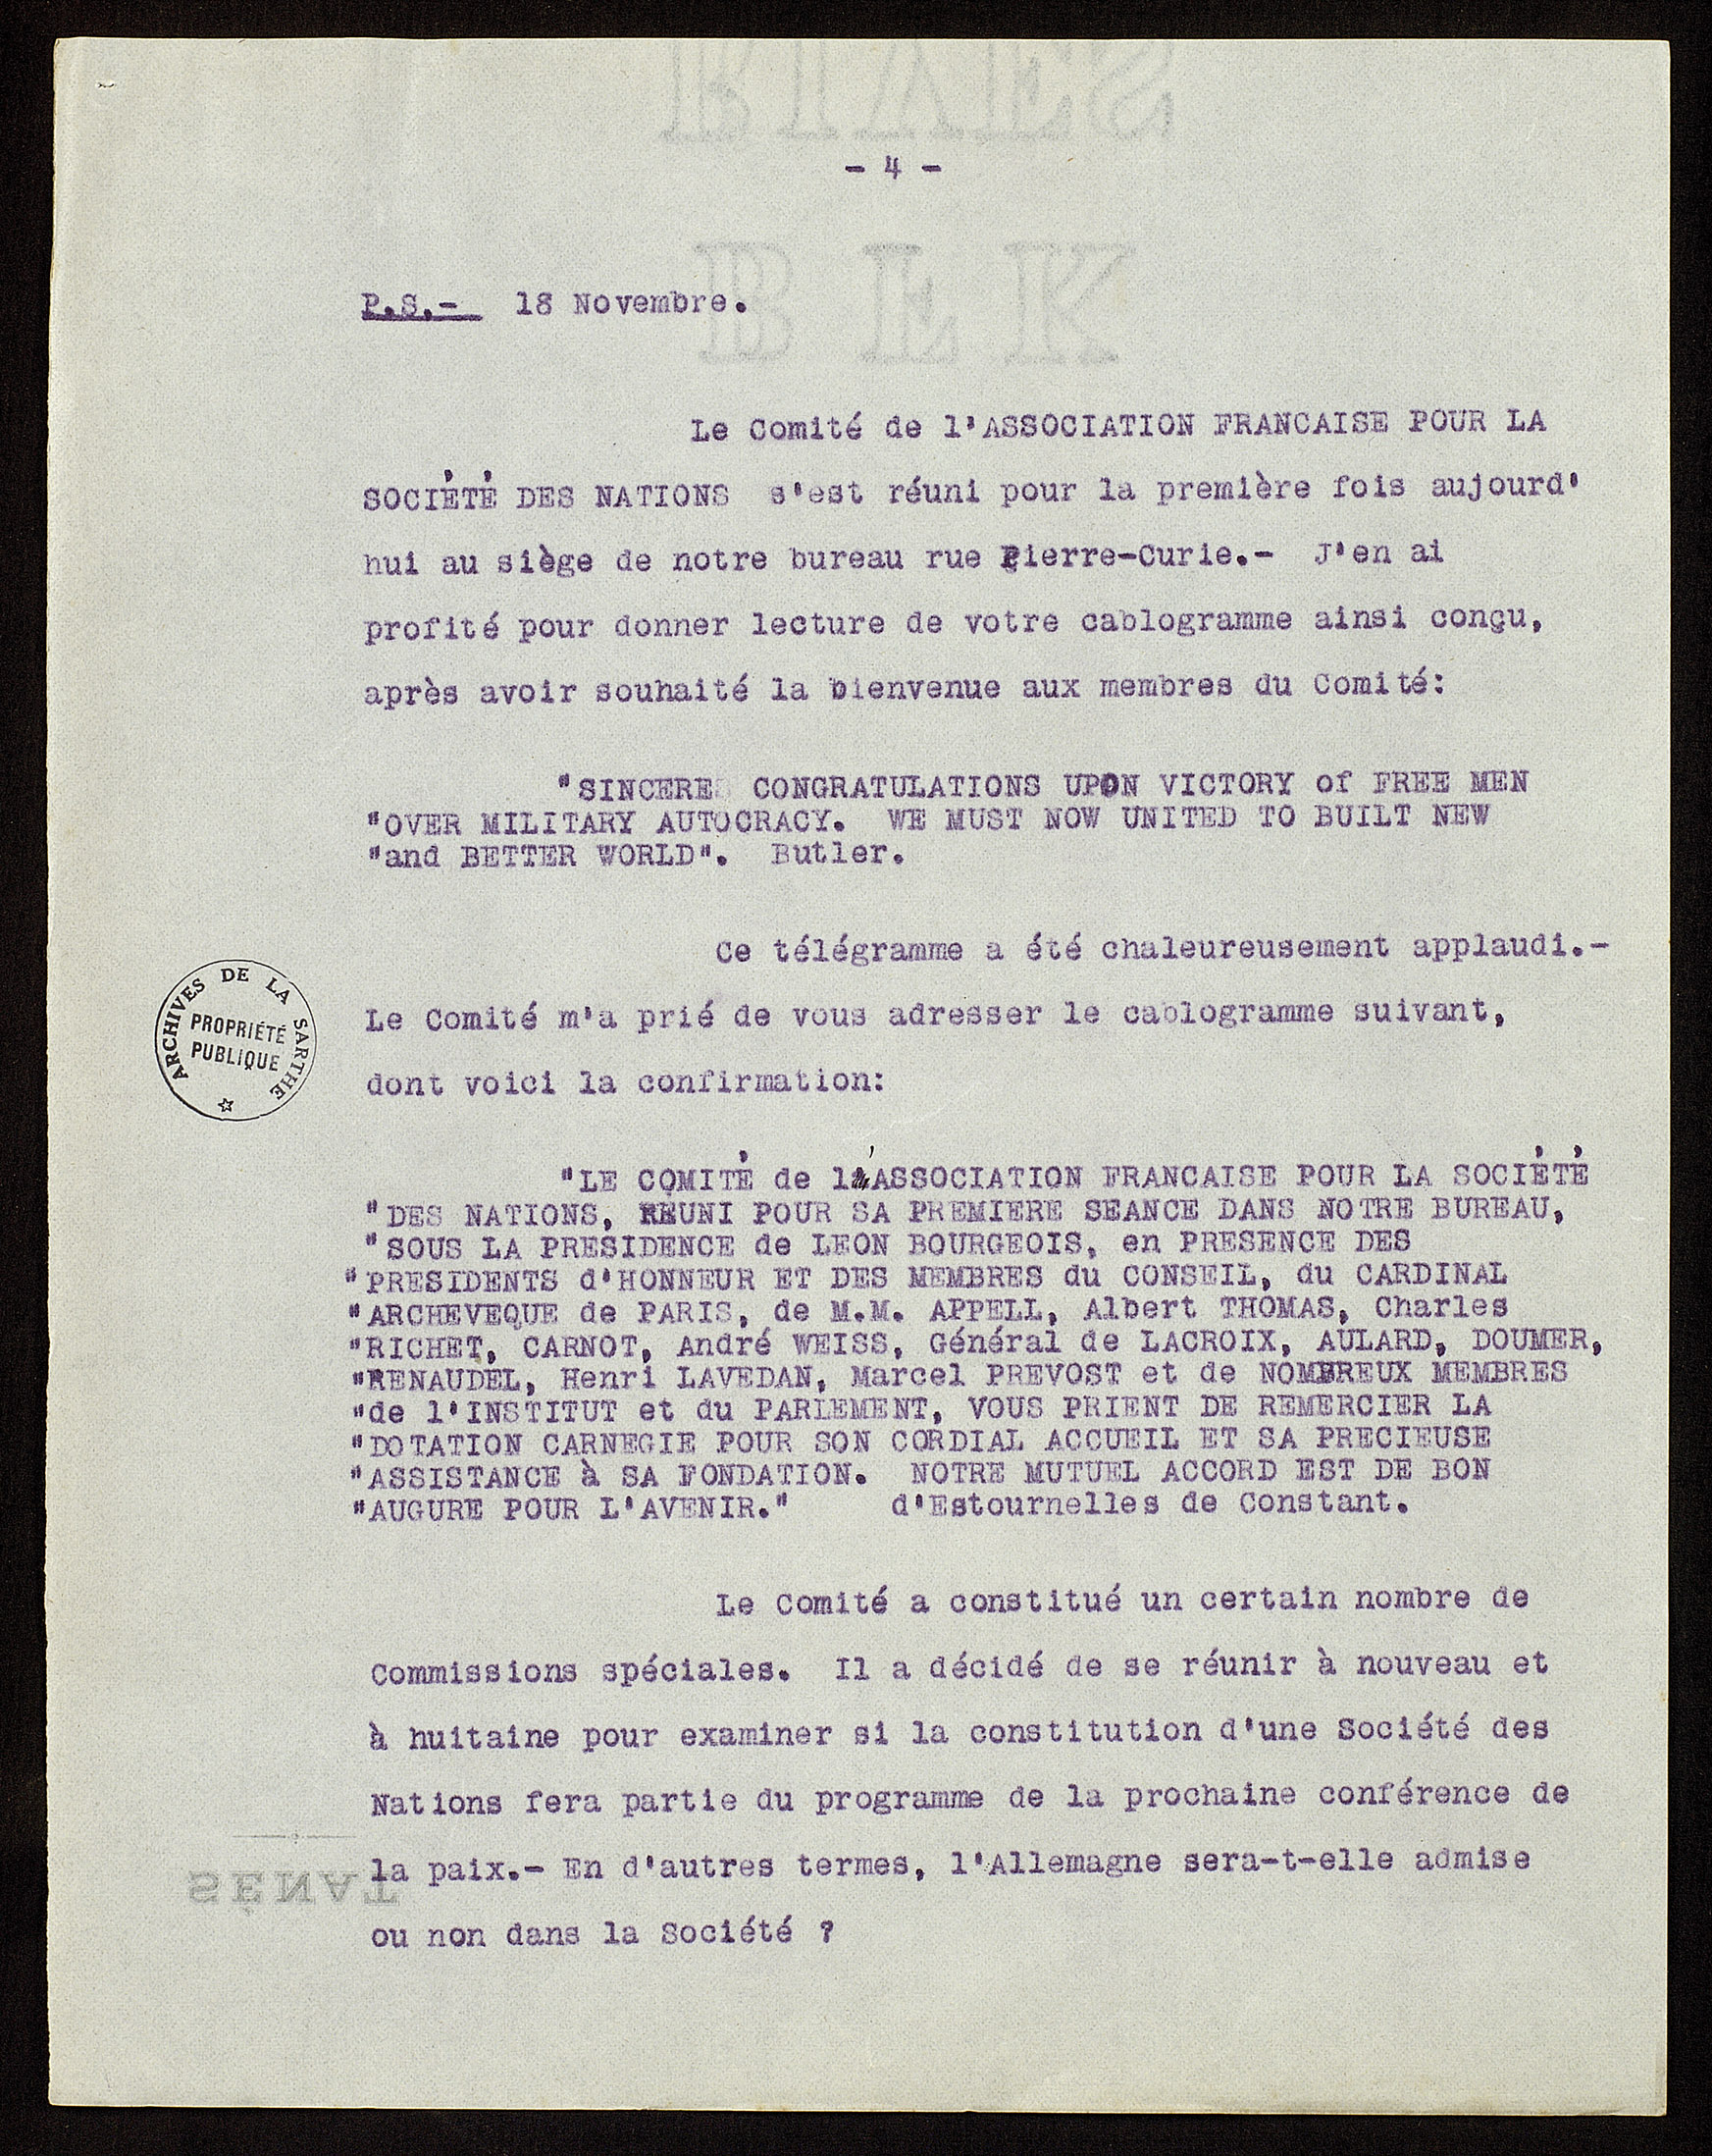 - 4 -
P.S.- 18 Novembre.
Le Comité de l'ASSOCIATION FRANCAISE POUR LA
SOCIÉTÉ DES NATIONS s'est réuni pour la première fois aujourd'
hui au siège de notre bureau rue Pierre-Curie.- J'en ai
profité pour donner lecture de votre cablogramme ainsi conçu,
après avoir souhaité la bienvenue aux membres du Comité:
"SINCERES CONGRATULATIONS UPON VICTORY of FREE MEN
"OVER MILITARY AUTOCRACY. WE MUST NOW UNITED TO BUILT NEW
"and BETTER WORLD". Butler.
Ce télégramme a été chaleureusement applaudi.-
Le Comité m'a prié de vous adresser le cablogramme suivant,
dont voici la confirmation:
"LE COMITÉ de l'ASSOCIATION FRANCAISE POUR LA SOCIÉTÉ
"DES NATIONS, REUNI POUR SA PREMIERE SEANCE DANS NOTRE BUREAU,
"SOUS LA PRESIDENCE de LEON BOURGEOIS, en PRESENCE DES
"PRESIDENTS d'HONNEUR ET DES MEMBRES du CONSEIL, du CARDINAL
"ARCHEVEQUE de PARIS, de M.M. APPELL, Albert THOMAS, Charles
"RICHET, CARNOT, André WEISS, Général de LACROIX, AULARD, DOUMER,
"RENAUDEL, Henri LAVEDAN, Marcel PREVOST et de NOMBREUX MEMBRES
"de l'INSTITUT et du PARLEMENT, VOUS PRIENT DE REMERCIER LA
"DOTATION CARNEGIE POUR SON CORDIAL ACCUEIL ET SA PRECIEUSE
"ASSISTANCE à SA FONDATION. NOTRE MUTUEL ACCORD EST DE BON
"AUGURE POUR L'AVENIR." d'Estournelles de Constant.
Le Comité a constitué un certain nombre de
Commissions spéciales. Il a décidé de se réunir à nouveau et
à huitaine pour examiner si la constitution d'une Société des
Nations fera partie du programme de la prochaine conférence de
la paix.- En d'autres termes, l'Allemagne sera-t-elle admise
ou non dans la Société ?
ARCHIVES DE LA SARTHE
PROPRIÉTÉ
PUBLIQUE
SÉNAT